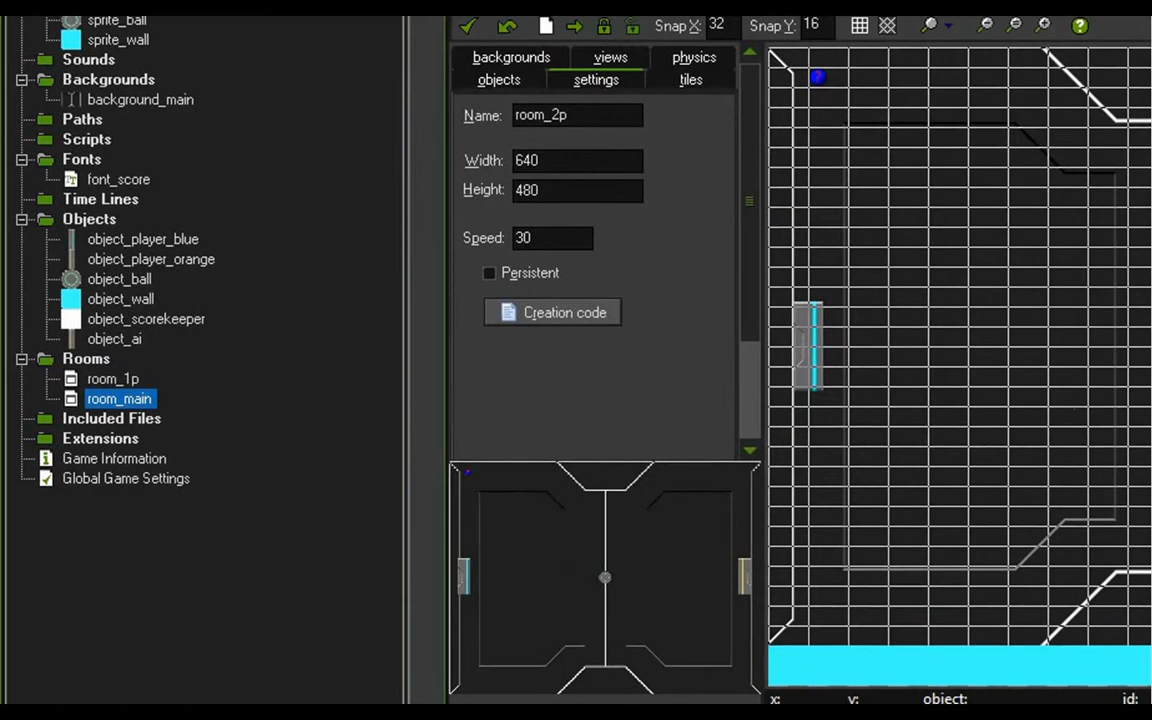 sprite_ball
sprite_wall
Sounds
Backgrounds
background_main
Paths
Scripts
Fonts
font_score
Time Lines
Objects
object_player_blue
object_player_orange
object_ball
object_wall
object_scorekeeper
object_ai
Rooms
room_1p
room_main
Included Files
Extensions
Game Information
Global Game Settings
Snap X: 32 Snap Y: 16
backgrounds views physics
objects settings tiles
Name: room_2p
Width: 640
Height: 480
Speed: 30
Persistent
Creation code
x: y: object: id: